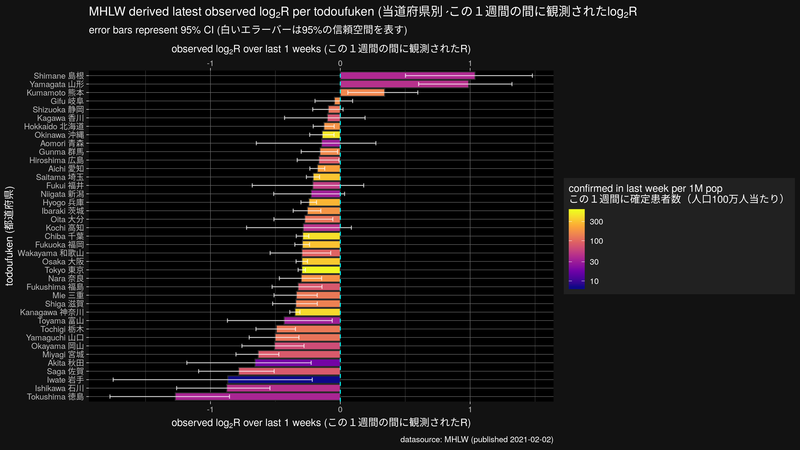 MHLW derived latest observed log2R per todoufuken (当道府県別 ·この１週間の間に観測されたlog2R
error bars represent 95% CI (白いエラーバーは95%の信頼空間を表す)
observed log2R over last 1 weeks (この１週間の間に観測されたR)
-1 0 1
todoufuken (都道府県)
Shimane 島根
Yamagata 山形
Kumamoto 熊本
Gifu 岐阜
Shizuoka 静岡
Kagawa 香川
Hokkaido 北海道
Okinawa 沖縄
Aomori 青森
Gunma 群馬
Hiroshima 広島
Aichi 愛知
Saitama 埼玉
Fukui 福井
Niigata 新潟
Hyogo 兵庫
Ibaraki 茨城
Oita 大分
Kochi 高知
Chiba 千葉
Fukuoka 福岡
Wakayama 和歌山
Osaka 大阪
Tokyo 東京
Nara 奈良
Fukushima 福島
Mie 三重
Shiga 滋賀
Kanagawa 神奈川
Toyama 富山
Tochigi 栃木
Yamaguchi 山口
Okayama 岡山
Miyagi 宮城
Akita 秋田
Saga 佐賀
Iwate 岩手
Ishikawa 石川
Tokushima 徳島
-1 0 1
observed log2R over last 1 weeks (この１週間の間に観測されたR)
confirmed in last week per 1M pop
この１週間に確定患者数（人口100万人当たり）
300
100
30
10
datasource: MHLW (published 2021-02-02)